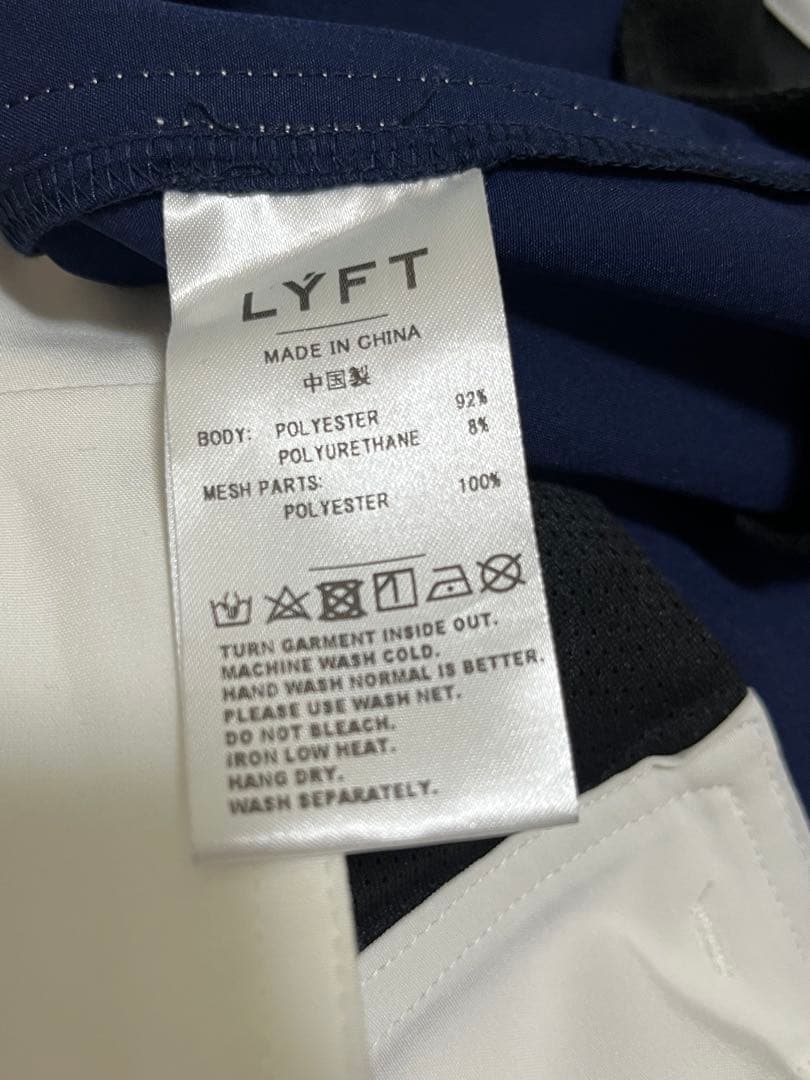 LÝFT
MADE IN CHINA
中国製
BODY: POLYESTER 92%
POLYURETHANE 8%
MESH PARTS:
POLYESTER 100%
TURN GARMENT INSIDE OUT.
MACHINE WASH COLD.
HAND WASH NORMAL IS BETTER.
PLEASE USE WASH NET.
DO NOT BLEACH.
IRON LOW HEAT.
HANG DRY.
WASH SEPARATELY.